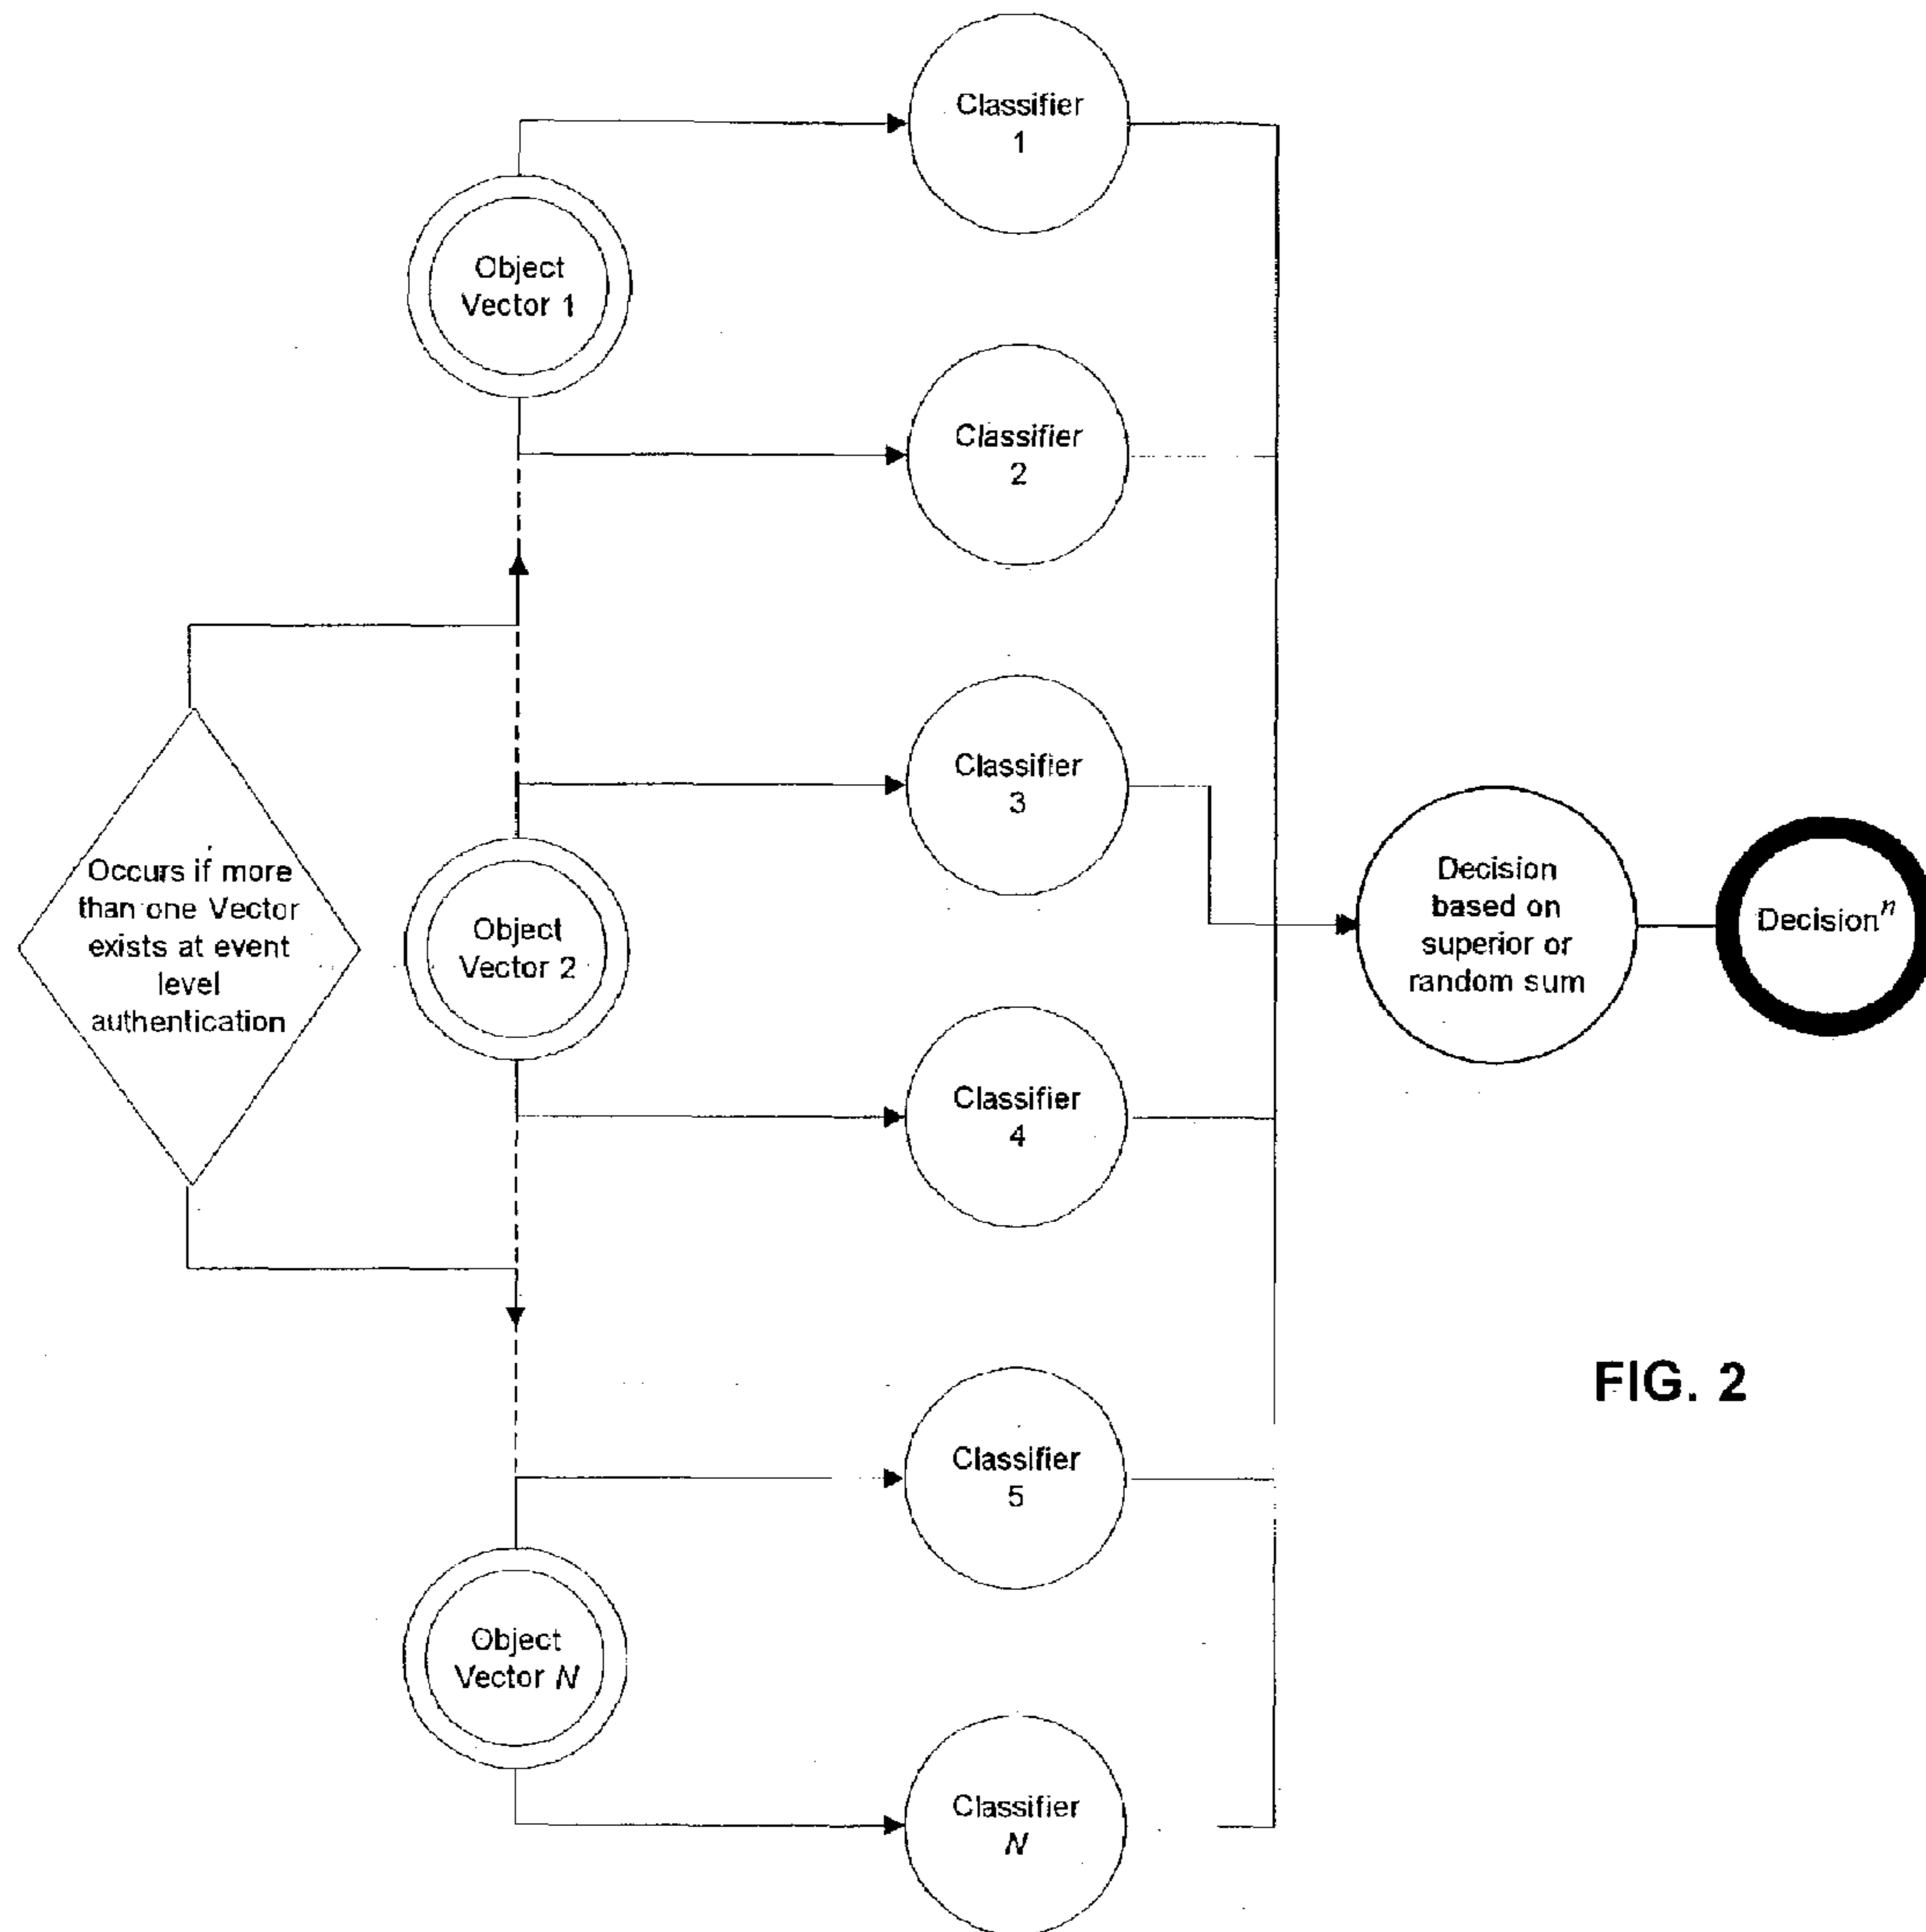 Classifier
1
Object
Vector 1
Classifier
2
Classifier
3
Occurs if more
than one Vector
exists at event
level
authentication
Object
Vector 2
Decision
based on
superior or
random sum
Decisionⁿ
Classifier
4
FIG. 2
Classifier
5
Object
Vector N
Classifier
N